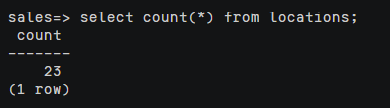 sales=> select count(*) from locations;
 count
-------
    23
(1 row)